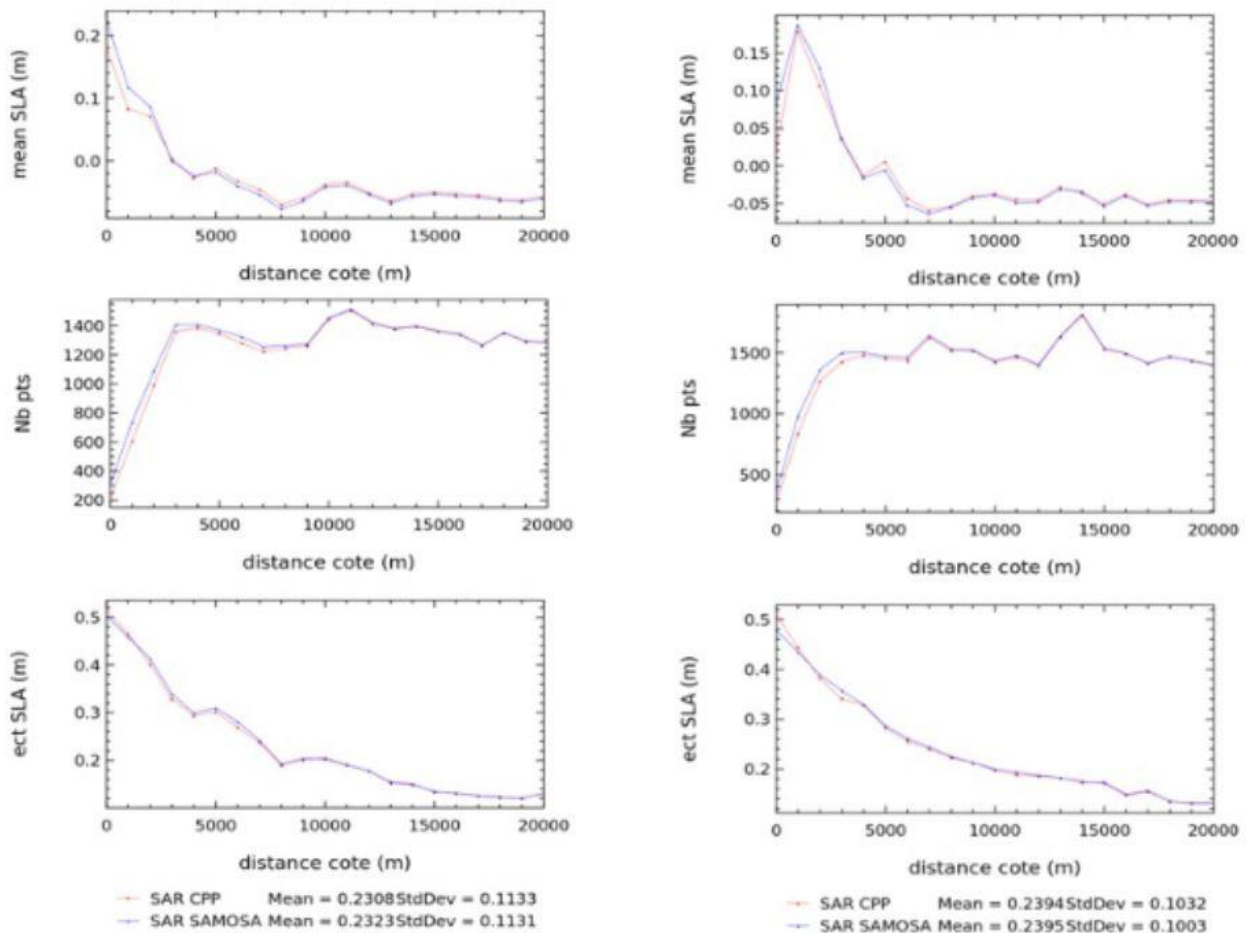 mean SLA (m)
0.2
0.1
0.0
0 5000 10000 15000 20000
distance cote (m)
Nb pts
1400
1200
1000
800
600
400
200
0 5000 10000 15000 20000
distance cote (m)
ect SLA (m)
0.5
0.4
0.3
0.2
0 5000 10000 15000 20000
distance cote (m)
SAR CPP Mean = 0.2308StdDev = 0.1133
SAR SAMOSA Mean = 0.2323StdDev = 0.1131
mean SLA (m)
0.15
0.10
0.05
0.00
-0.05
0 5000 10000 15000 20000
distance cote (m)
Nb pts
1500
1000
500
0 5000 10000 15000 20000
distance cote (m)
ect SLA (m)
0.5
0.4
0.3
0.2
0 5000 10000 15000 20000
distance cote (m)
SAR CPP Mean = 0.2394StdDev = 0.1032
SAR SAMOSA Mean = 0.2395StdDev = 0.1003